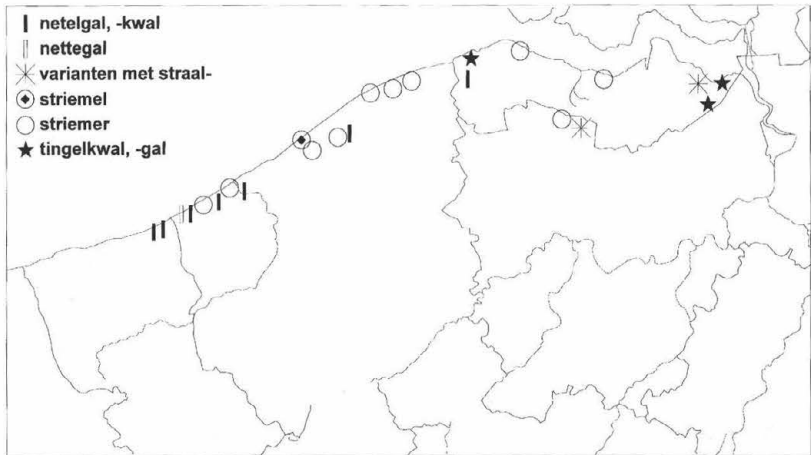 netelgal, -kwal
nettegal
varianten met straal-
striemel
striemer
tingelkwal, -gal